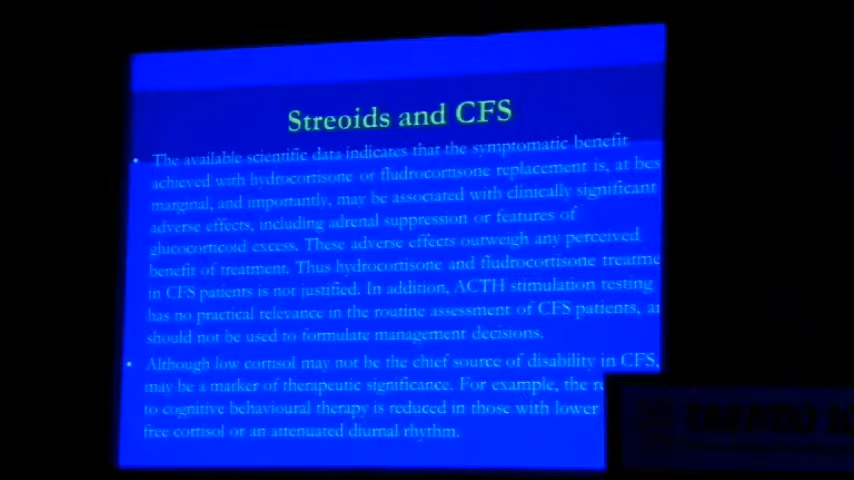 Streoids and CFS
• The available scientific data indicates that the symptomatic benefit
achieved with hydrocortisone or fludrocortisone replacement is, at bes
marginal, and importantly, may be associated with clinically significant
adverse effects, including adrenal suppression or features of
glucocorticoid excess. These adverse effects outweigh any perceived
benefit of treatment. Thus hydrocortisone and fludrocortisone treatme
in CFS patients is not justified. In addition, ACTH stimulation testing
has no practical relevance in the routine assessment of CFS patients, an
should not be used to formulate management decisions.
• Although low cortisol may not be the chief source of disability in CFS,
may be a marker of therapeutic significance. For example, the re
to cognitive behavioural therapy is reduced in those with lower
free cortisol or an attenuated diurnal rhythm.